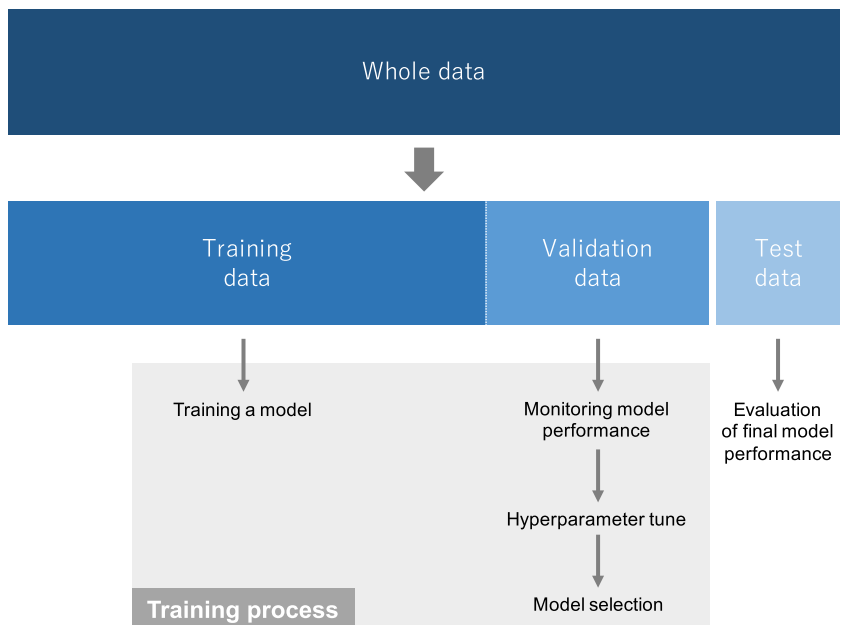 Whole data
Training
data
Validation
data
Test
data
Training a model
Monitoring model
performance
Hyperparameter tune
Model selection
Evaluation
of final model
performance
Training process